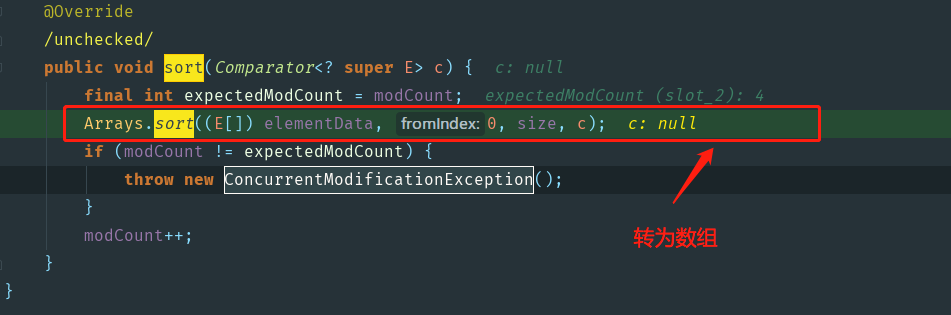 @Override
/unchecked/
public void sort(Comparator<? super E> c) {  c: null
final int expectedModCount = modCount;  expectedModCount (slot_2): 4
Arrays.sort((E[]) elementData, fromIndex: 0, size, c);  c: null
if (modCount != expectedModCount) {
throw new ConcurrentModificationException();
}
modCount++;
转为数组
}
}